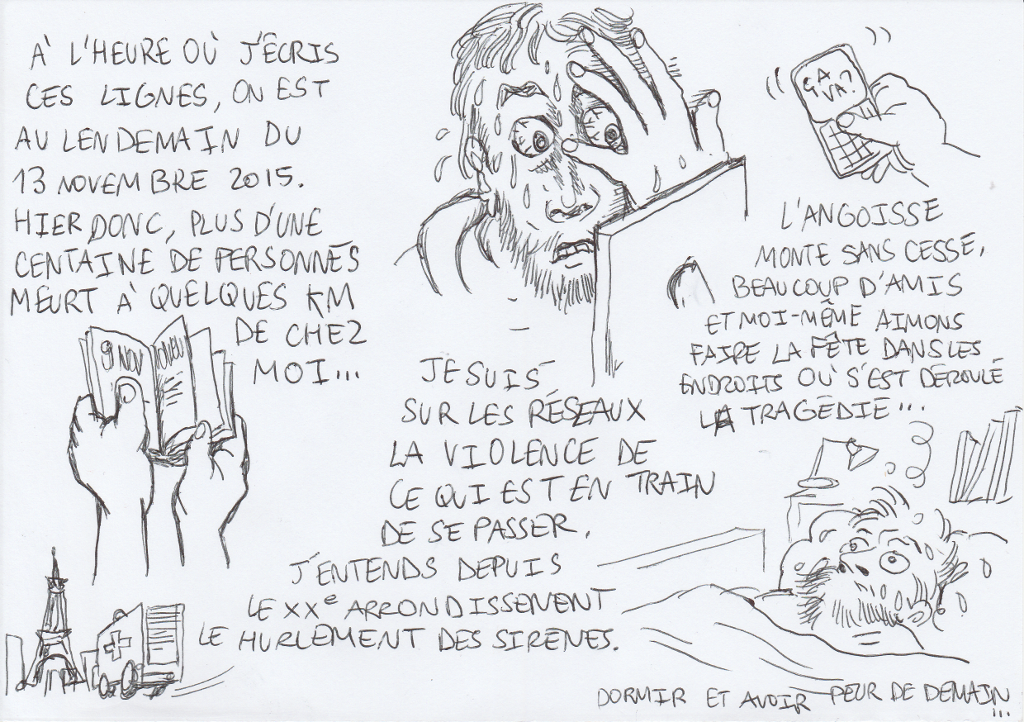 À L'HEURE OÙ J'ÉCRIS
CES LIGNES, ON EST
AU LENDEMAIN DU
13 NOVEMBRE 2015.
HIER DONC, PLUS D'UNE
CENTAINE DE PERSONNES
MEURT À QUELQUES KM
DE CHEZ
MOI...
9 NOV
ÇA
VA?
L'ANGOISSE
MONTE SANS CESSE,
BEAUCOUP D'AMIS
ET MOI-MÊME AIMONS
FAIRE LA FÊTE DANS LES
ENDROITS OÙ S'EST DÉROULÉ
LA TRAGÉDIE...
JE SUIS
SUR LES RÉSEAUX
LA VIOLENCE DE
CE QUI EST EN TRAIN
DE SE PASSER.
J'ENTENDS DEPUIS
LE XXe ARRONDISSEMENT
LE HURLEMENT DES SIRÈNES.
DORMIR ET AVOIR PEUR DE DEMAIN...